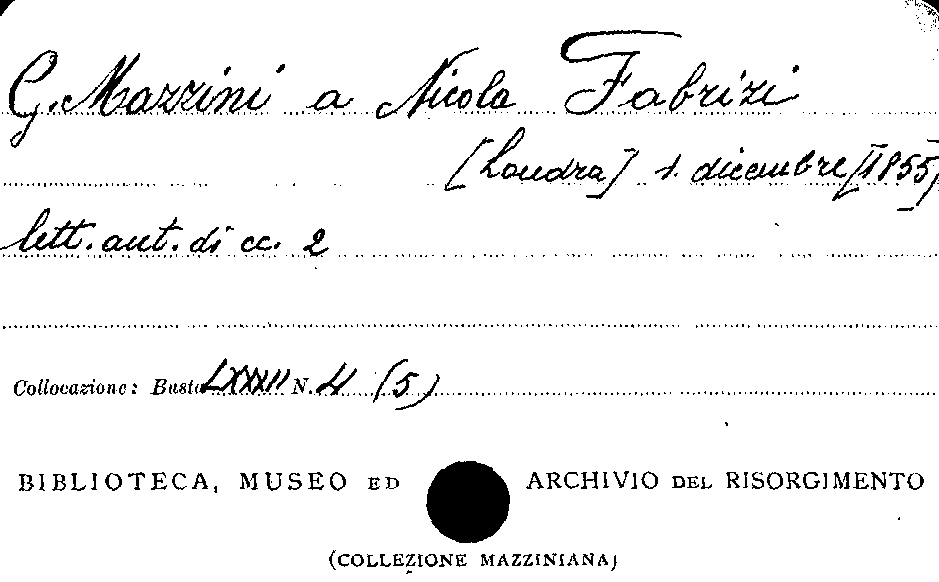 G. Mazzini a Nicola Fabrizi
[Londra] 1. dicembre [1855]
lett. aut. di cc. 2
Collocazione: Busta LXXXII N. 4 (5)
BIBLIOTECA, MUSEO ED ARCHIVIO DEL RISORGIMENTO
(COLLEZIONE MAZZINIANA)